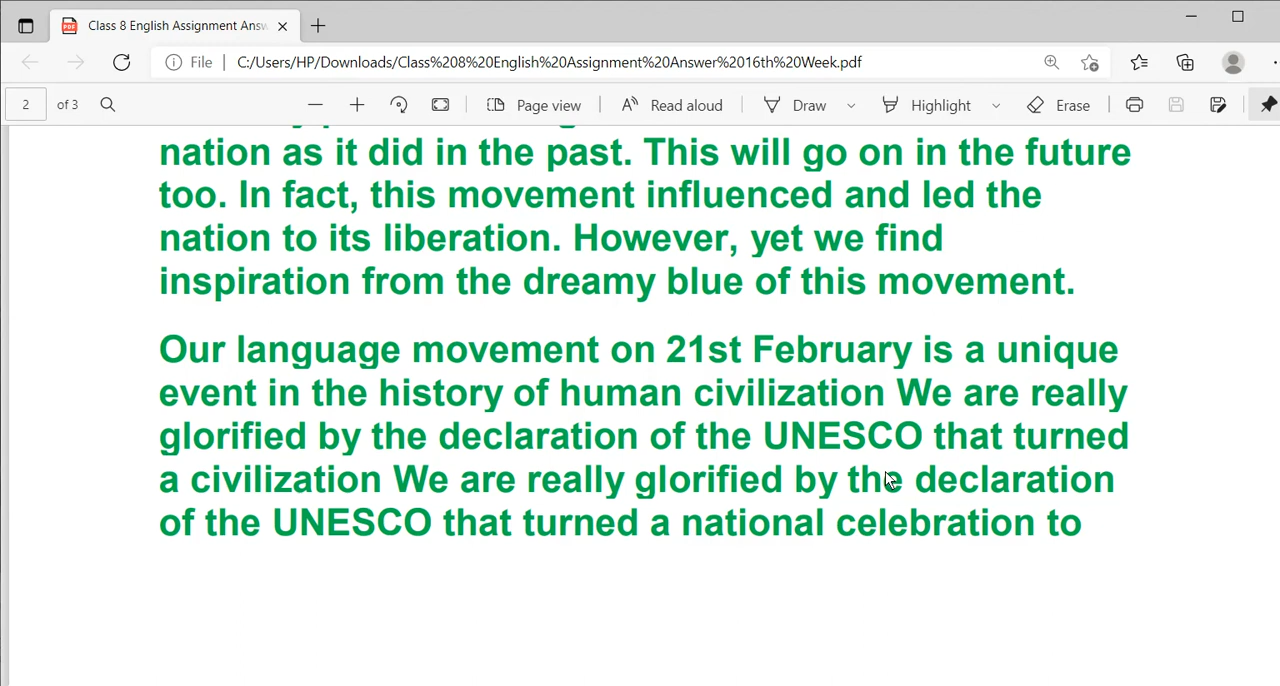 Class 8 English Assignment Answ
File
C:/Users/HP/Downloads/Class%208%20English%20Assignment%20Answer%2016th%20Week.pdf
2 of 3 Page view Read aloud Draw Highlight Erase
nation as it did in the past. This will go on in the future
too. In fact, this movement influenced and led the
nation to its liberation. However, yet we find
inspiration from the dreamy blue of this movement.
Our language movement on 21st February is a unique
event in the history of human civilization We are really
glorified by the declaration of the UNESCO that turned
a civilization We are really glorified by the declaration
of the UNESCO that turned a national celebration to